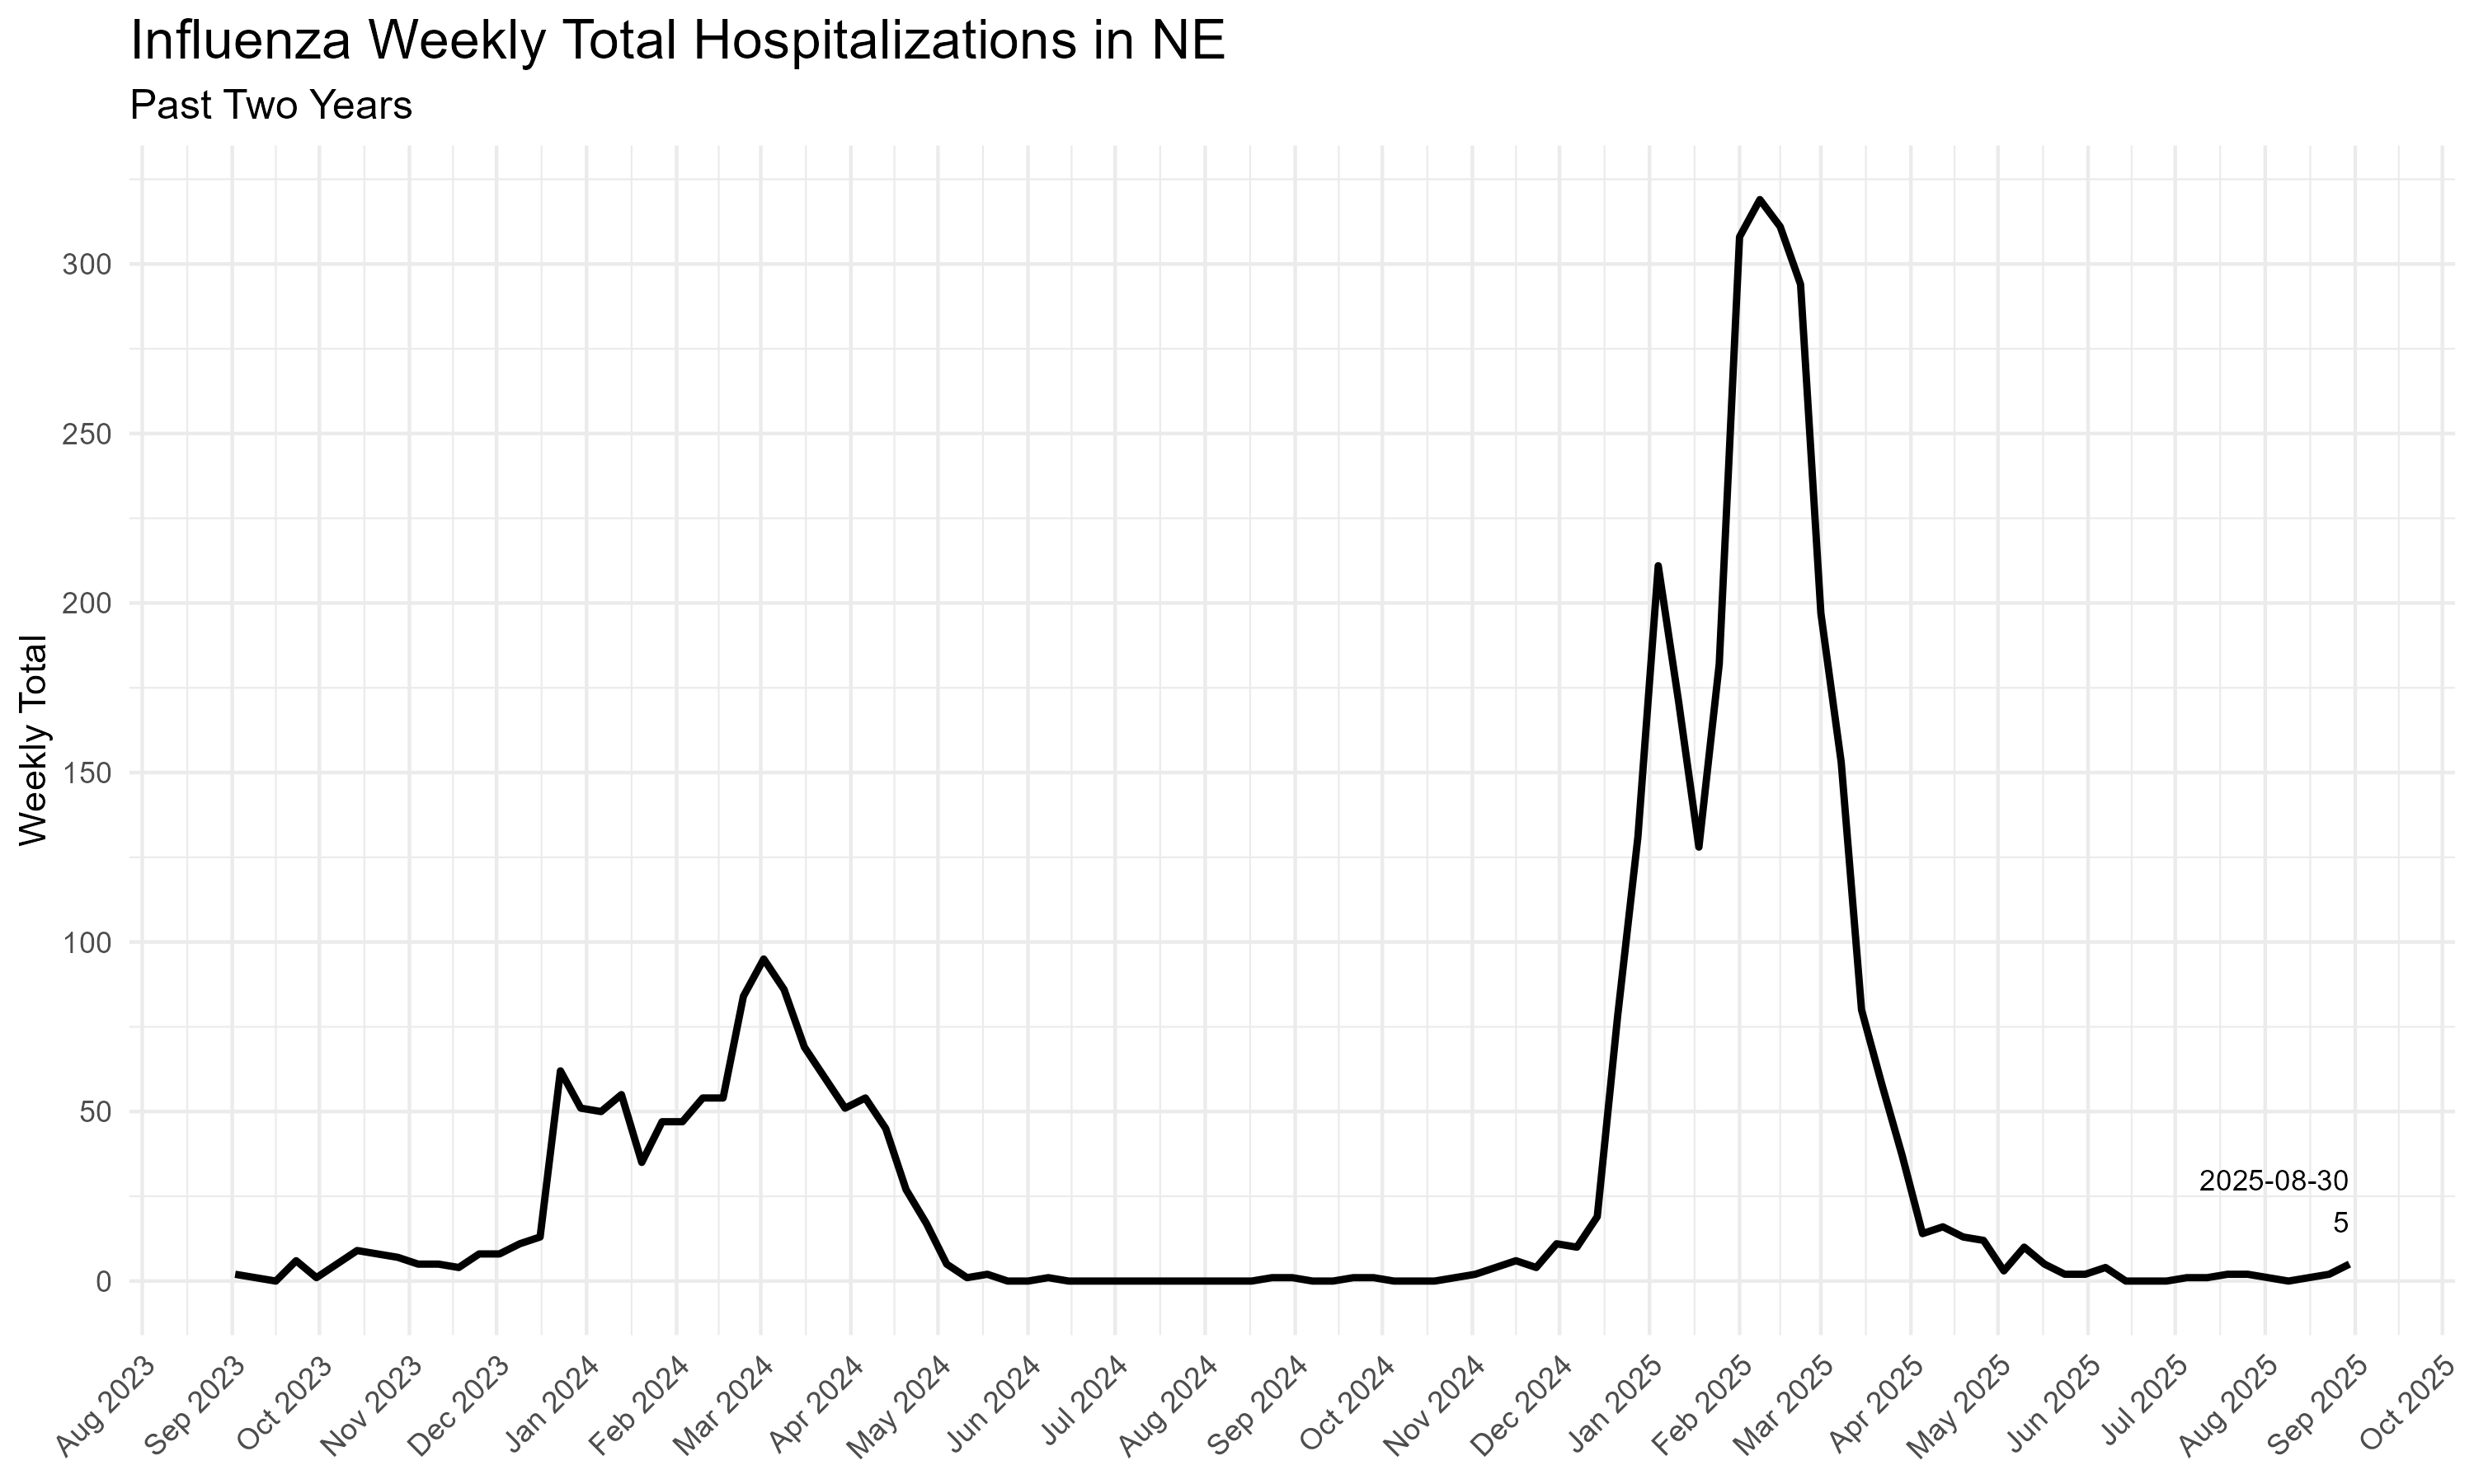 Influenza Weekly Total Hospitalizations in NE
Past Two Years
Weekly Total
300
250
200
150
100
50
0
2025-08-30
5
Aug 2023
Sep 2023
Oct 2023
Nov 2023
Dec 2023
Jan 2024
Feb 2024
Mar 2024
Apr 2024
May 2024
Jun 2024
Jul 2024
Aug 2024
Sep 2024
Oct 2024
Nov 2024
Dec 2024
Jan 2025
Feb 2025
Mar 2025
Apr 2025
May 2025
Jun 2025
Jul 2025
Aug 2025
Sep 2025
Oct 2025